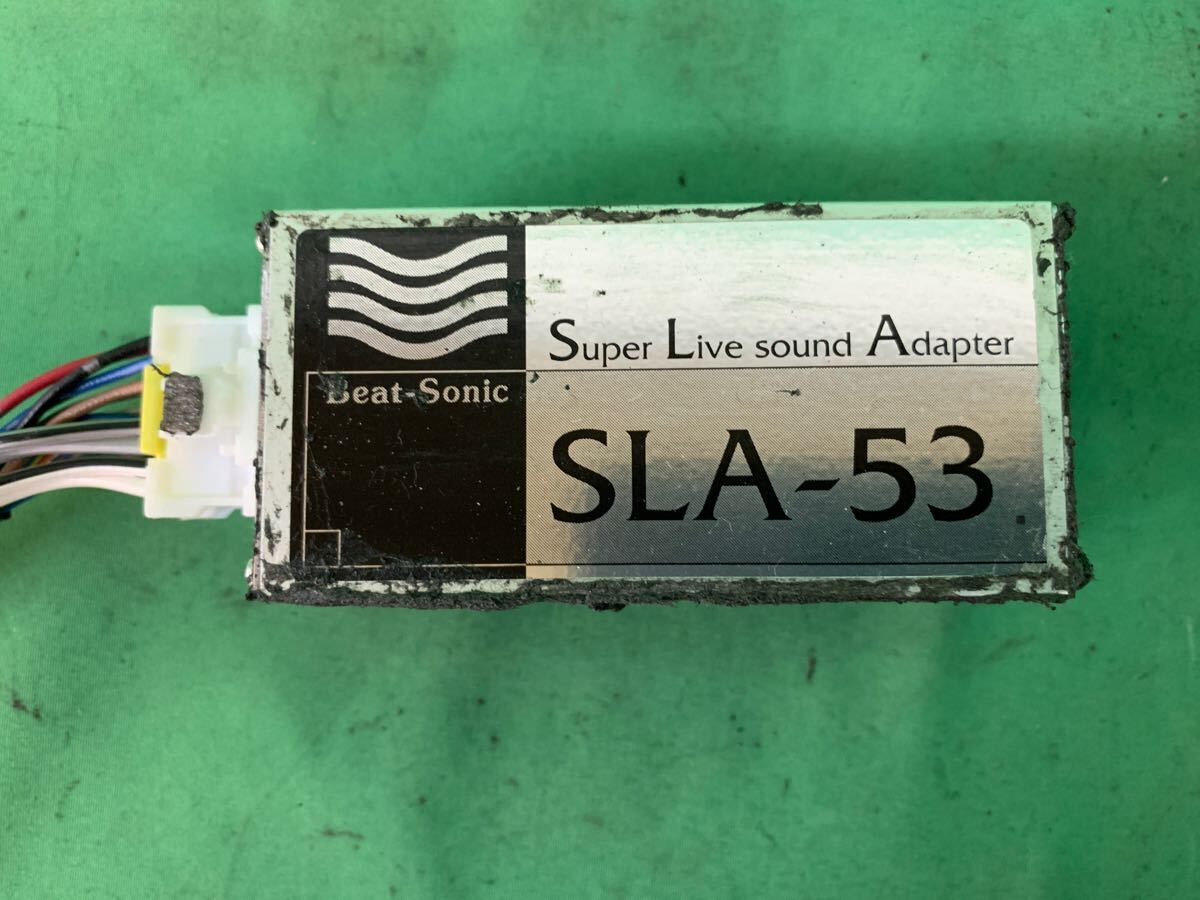 Beat-Sonic
Super Live sound Adapter
SLA-53